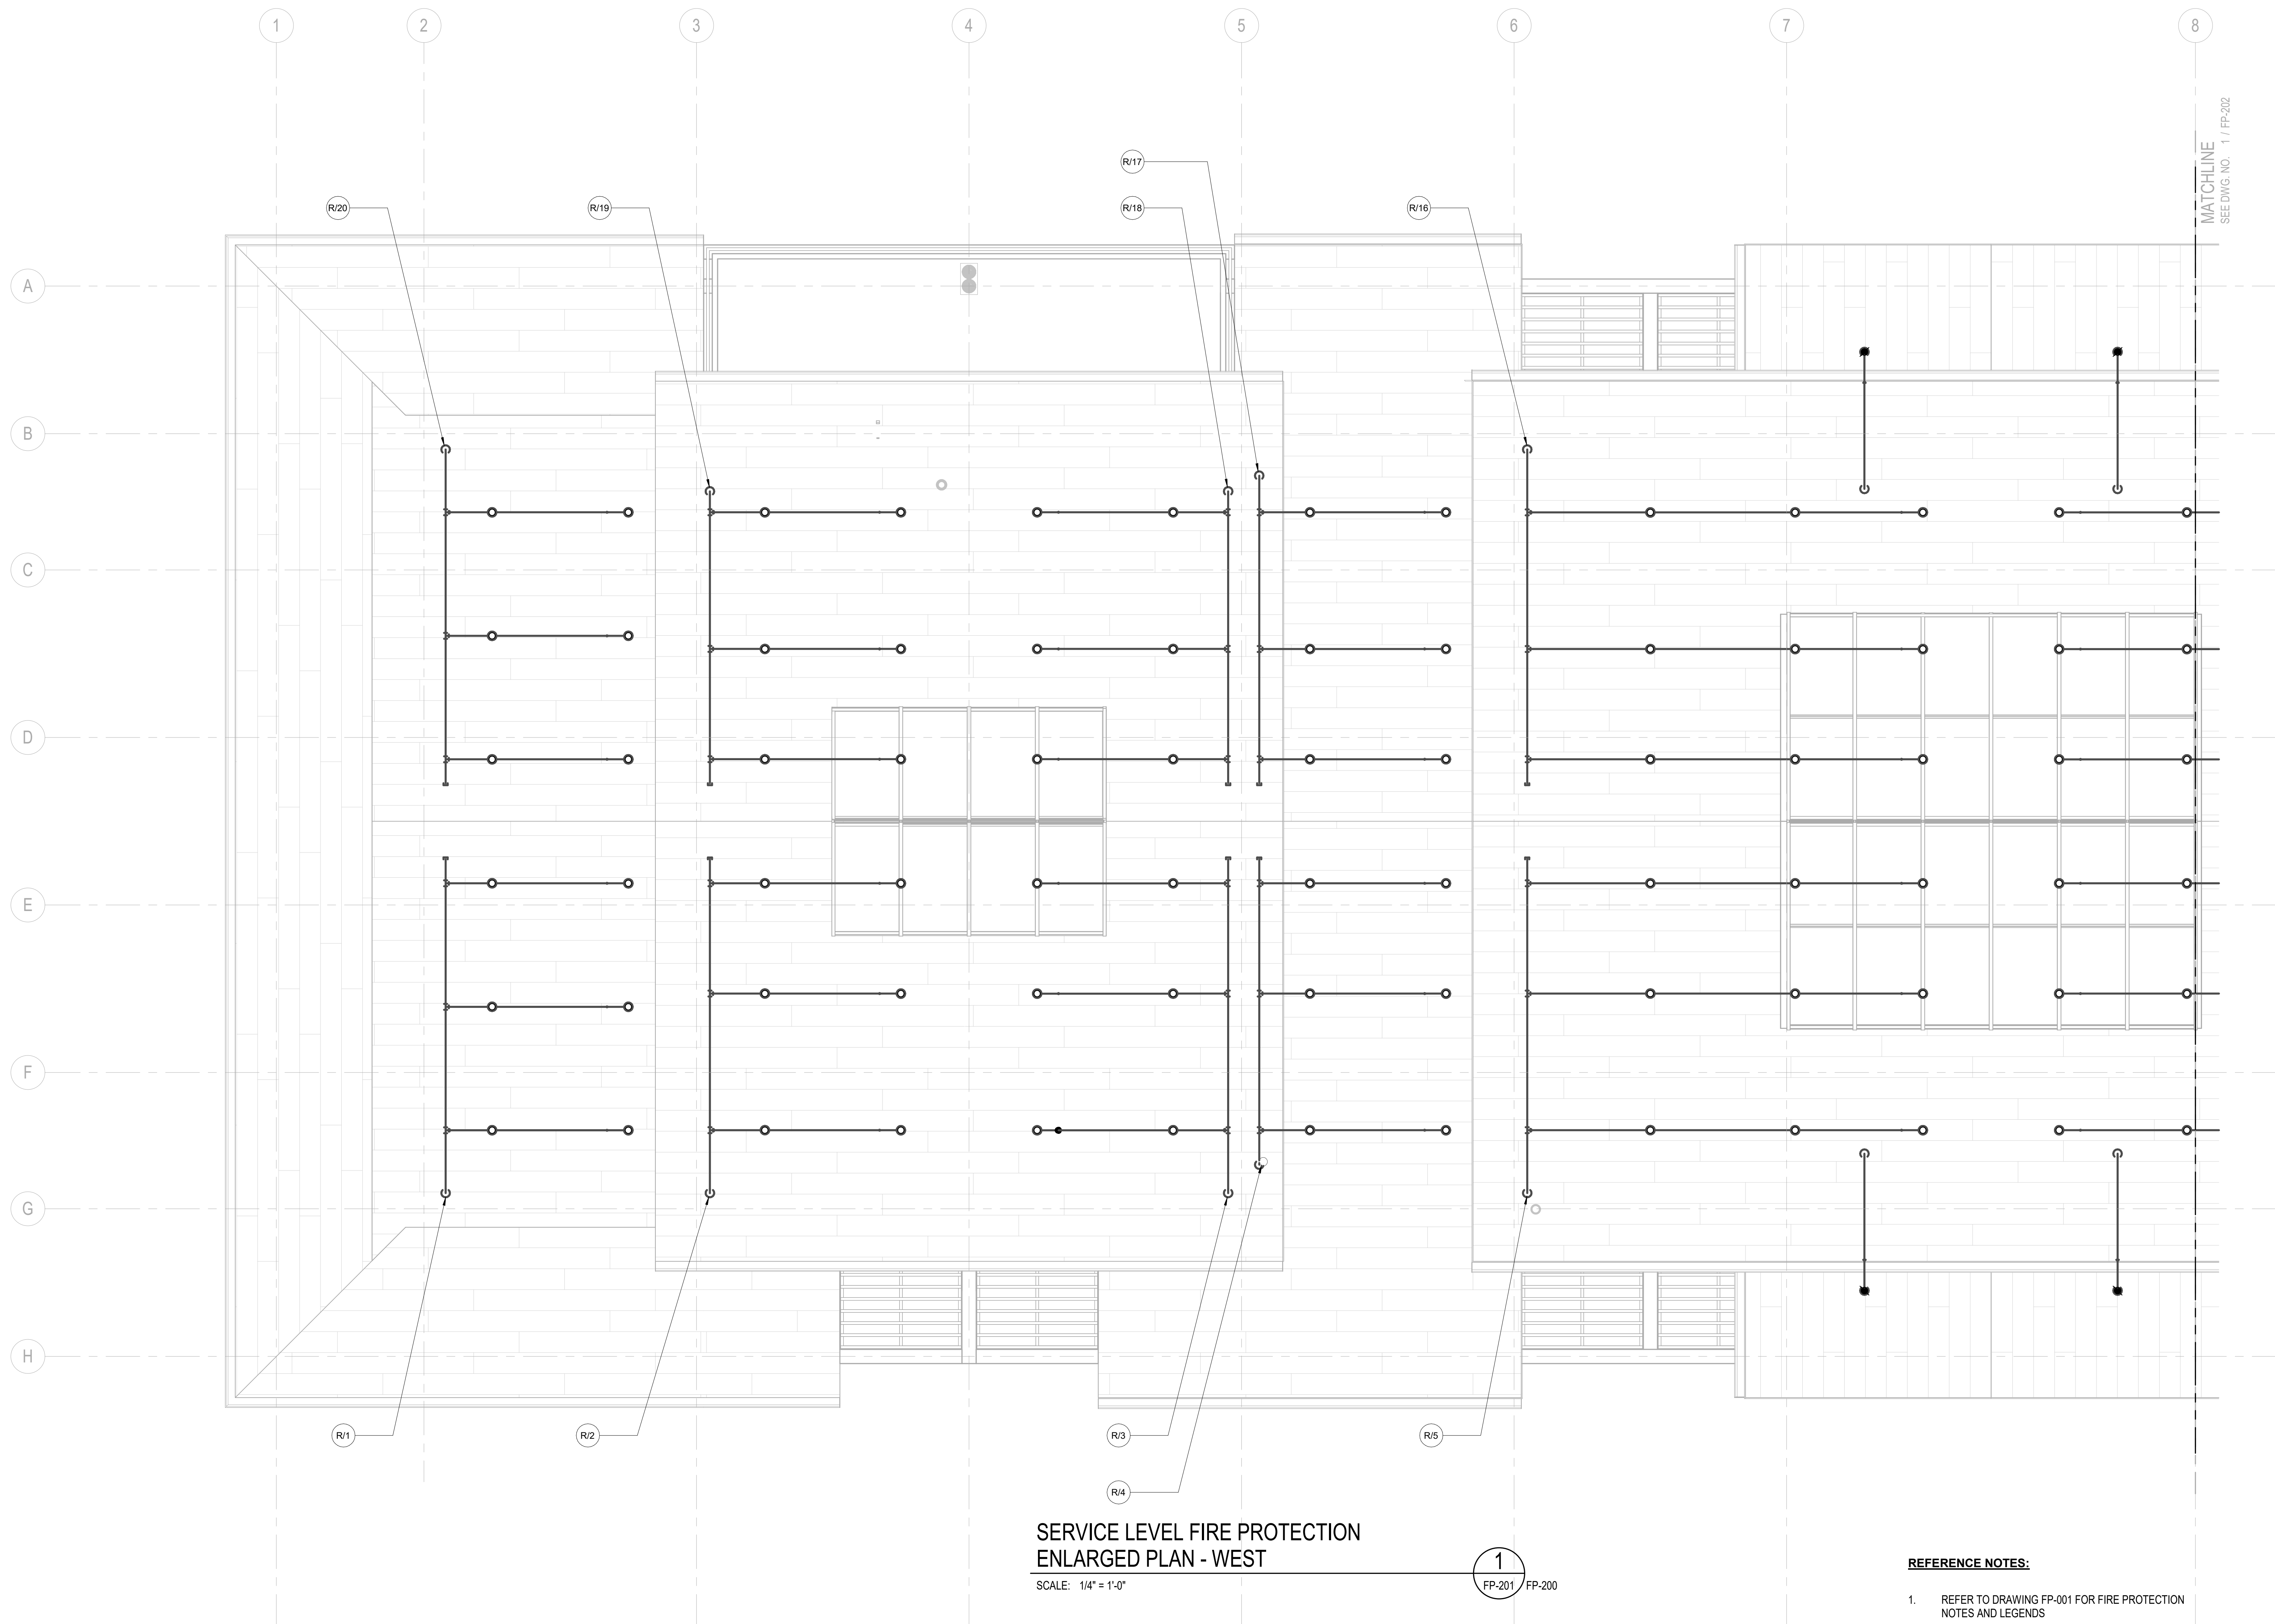 1
2
3
4
5
6
7
8
MATCHLINE
SEE DWG. NO. 1 / FP-202
R/17
R/20
R/19
R/18
R/16
A
B
C
D
E
F
G
H
R/1
R/2
R/3
R/5
R/4
SERVICE LEVEL FIRE PROTECTION
ENLARGED PLAN - WEST
SCALE: 1/4" = 1'-0"
1
FP-201
FP-200
REFERENCE NOTES:
1. REFER TO DRAWING FP-001 FOR FIRE PROTECTION
NOTES AND LEGENDS